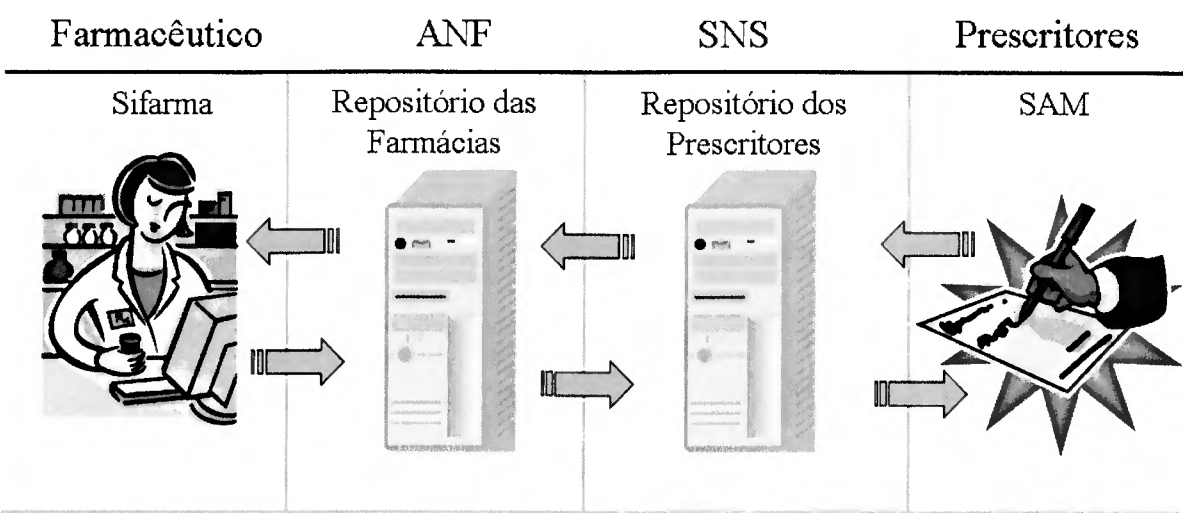 Farmacêutico ANF SNS Prescritores
Sifarma Repositório das Repositório dos SAM
Farmácias Prescritores